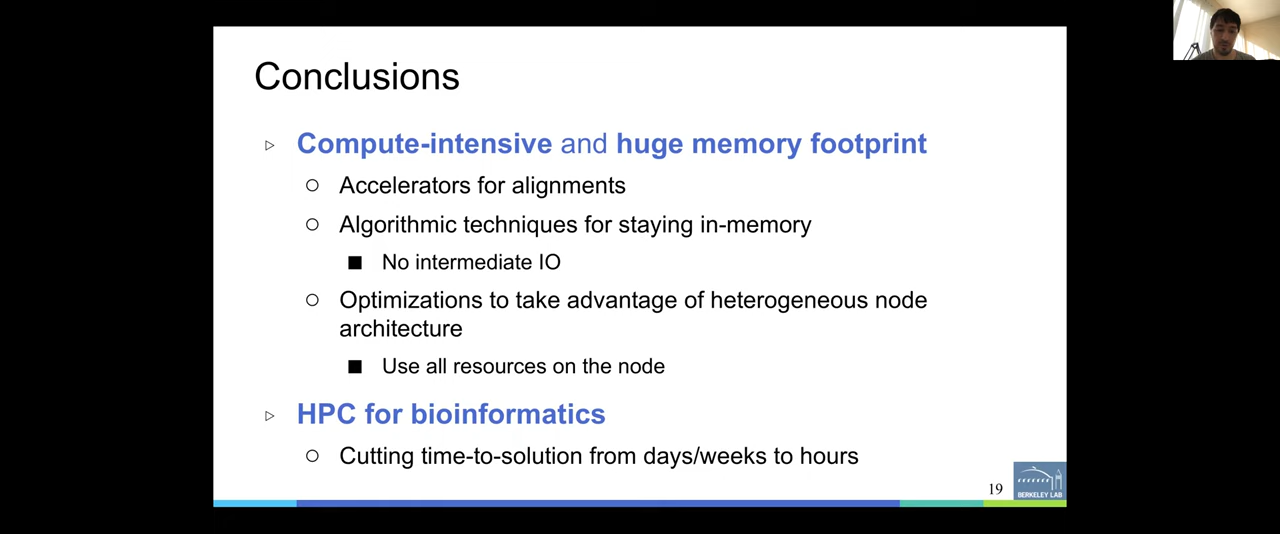 Conclusions
Compute-intensive and huge memory footprint
Accelerators for alignments
Algorithmic techniques for staying in-memory
No intermediate IO
Optimizations to take advantage of heterogeneous node
architecture
Use all resources on the node
HPC for bioinformatics
Cutting time-to-solution from days/weeks to hours
19
BERKELEY LAB